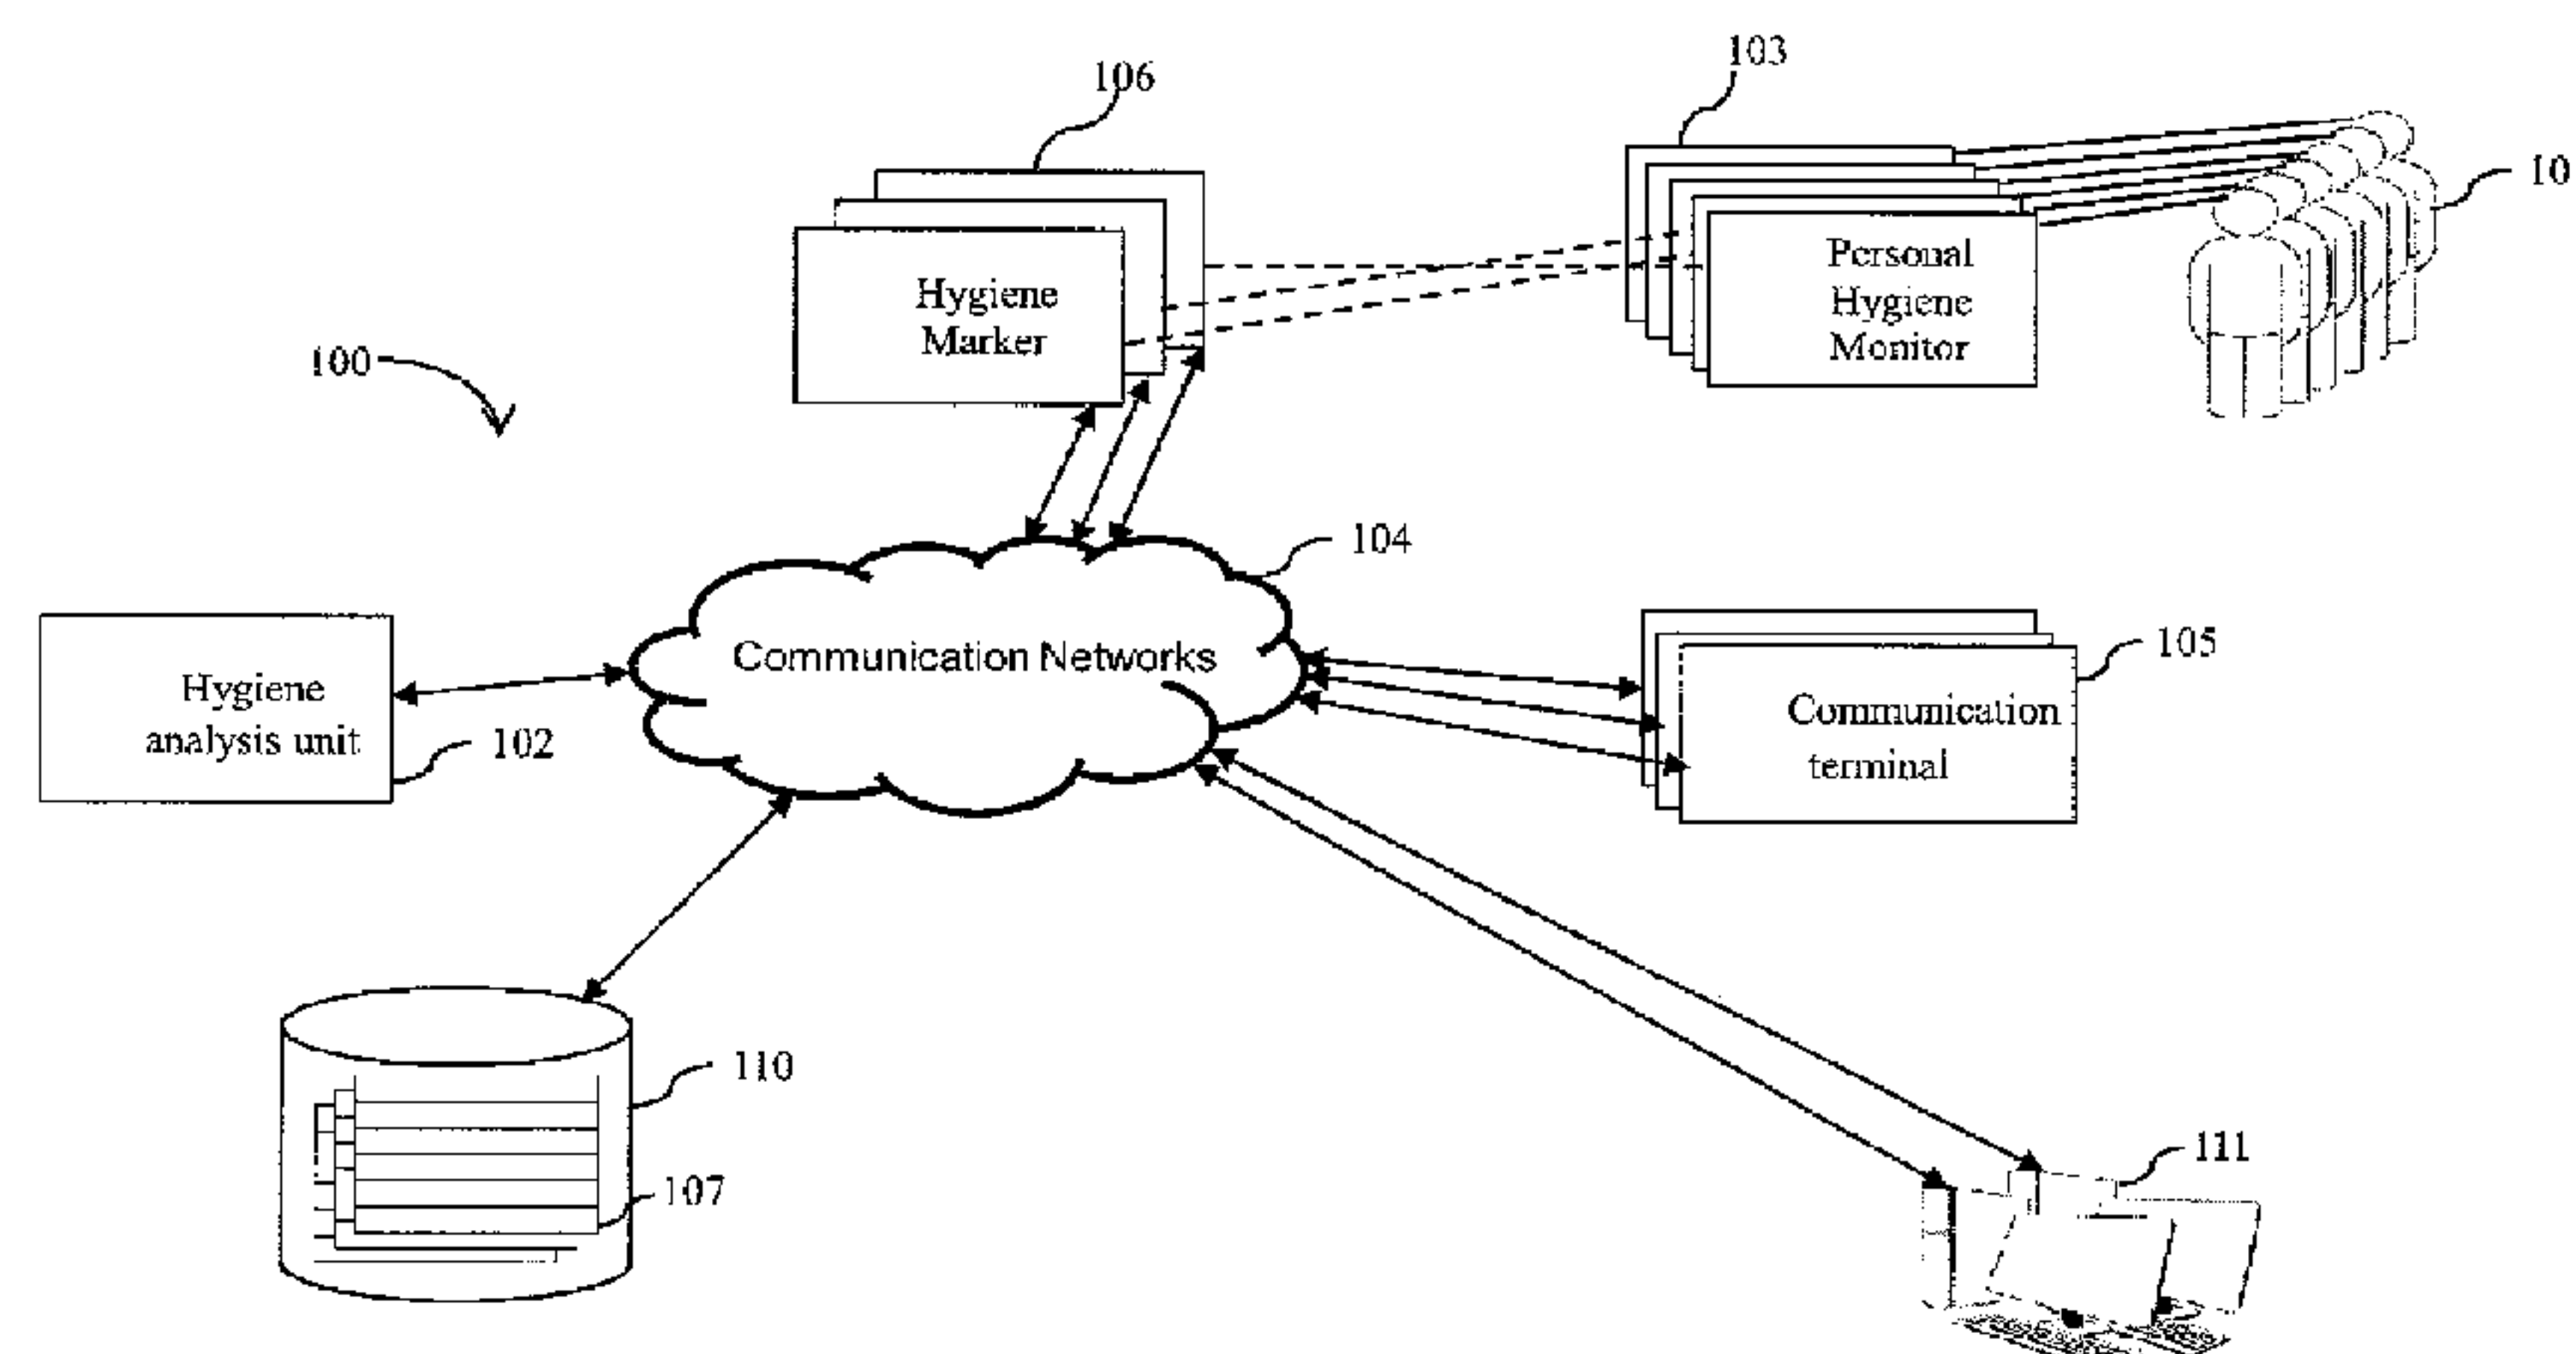 103
106
10
Personal
Hygiene
Monitor
Hygiene
Marker
100
104
Communication Networks
105
Hygiene
analysis unit
102
Communication
terminal
110
111
107